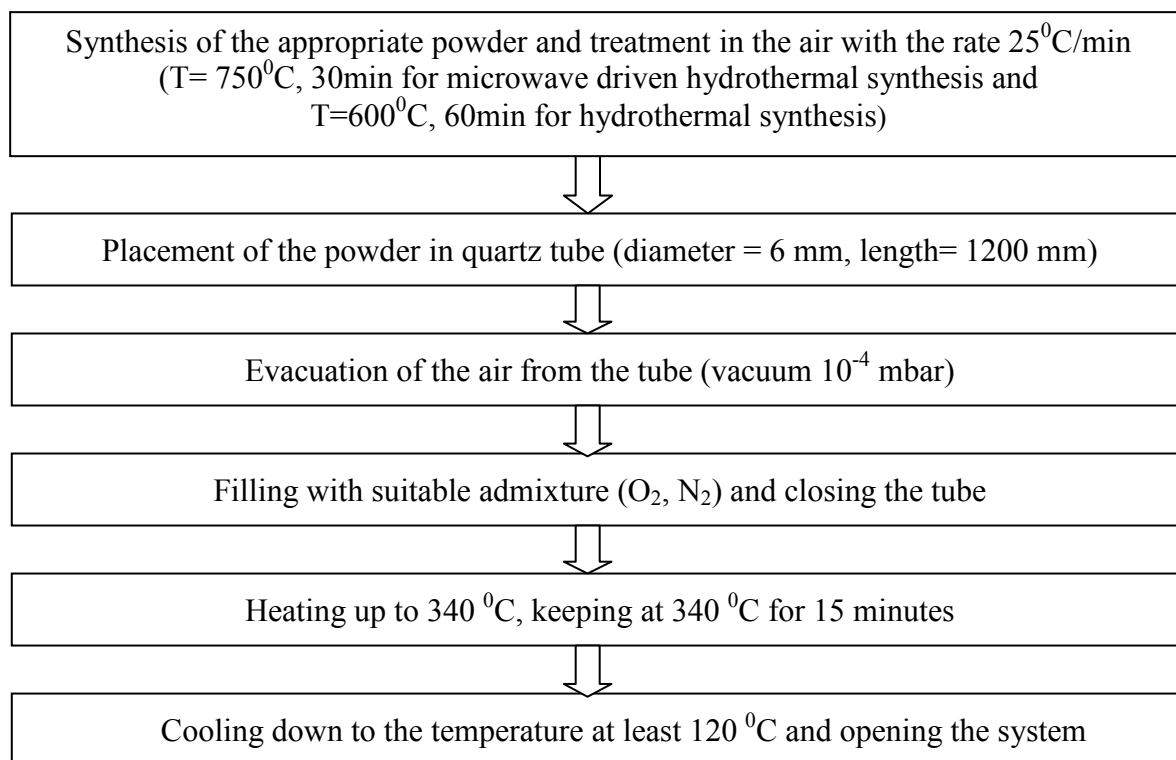 Synthesis of the appropriate powder and treatment in the air with the rate 25⁰C/min
(T= 750⁰C, 30min for microwave driven hydrothermal synthesis and
T=600⁰C, 60min for hydrothermal synthesis)
Placement of the powder in quartz tube (diameter = 6 mm, length= 1200 mm)
Evacuation of the air from the tube (vacuum 10⁻⁴ mbar)
Filling with suitable admixture (O₂, N₂) and closing the tube
Heating up to 340 ⁰C, keeping at 340 ⁰C for 15 minutes
Cooling down to the temperature at least 120 ⁰C and opening the system